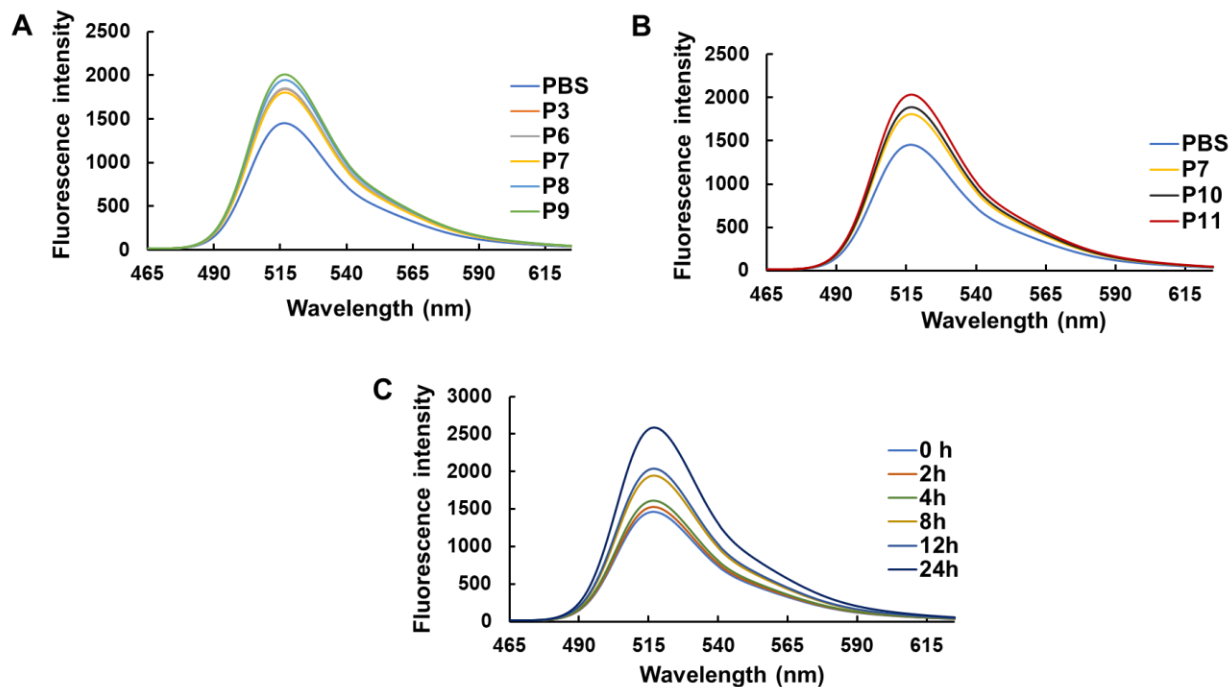 A
Fluorescence intensity
2500
2000
1500
1000
500
0
465 490 515 540 565 590 615
Wavelength (nm)
PBS
P3
P6
P7
P8
P9
B
Fluorescence intensity
2500
2000
1500
1000
500
0
465 490 515 540 565 590 615
Wavelength (nm)
PBS
P7
P10
P11
C
Fluorescence intensity
3000
2500
2000
1500
1000
500
0
465 490 515 540 565 590 615
Wavelength (nm)
0 h
2h
4h
8h
12h
24h